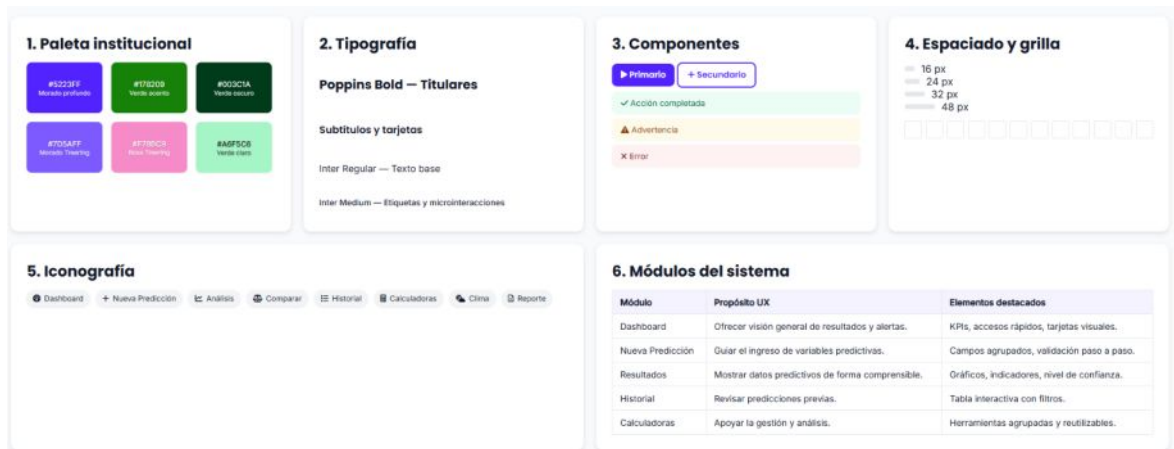 1. Paleta institucional
#5223FF
Morado profundo
#178209
Verde acento
#003C1A
Verde oscuro
#7D5AFF
Morado Treering
Rosa Treering
#A6F5C6
Verde claro
2. Tipografía
Poppins Bold — Titulares
Subtítulos y tarjetas
Inter Regular — Texto base
Inter Medium — Etiquetas y microinteracciones
3. Componentes
Primario
+ Secundario
Acción completada
Advertencia
Error
4. Espaciado y grilla
16 px
24 px
32 px
48 px
5. Iconografía
Dashboard
+ Nueva Predicción
Análisis
Comparar
Historial
Calculadoras
Clima
Reporte
6. Módulos del sistema
Módulo Propósito UX Elementos destacados
Dashboard Ofrecer visión general de resultados y alertas. KPIs, accesos rápidos, tarjetas visuales.
Nueva Predicción Guiar el ingreso de variables predictivas. Campos agrupados, validación paso a paso.
Resultados Mostrar datos predictivos de forma comprensible. Gráficos, indicadores, nivel de confianza.
Historial Revisar predicciones previas. Tabla interactiva con filtros.
Calculadoras Apoyar la gestión y análisis. Herramientas agrupadas y reutilizables.